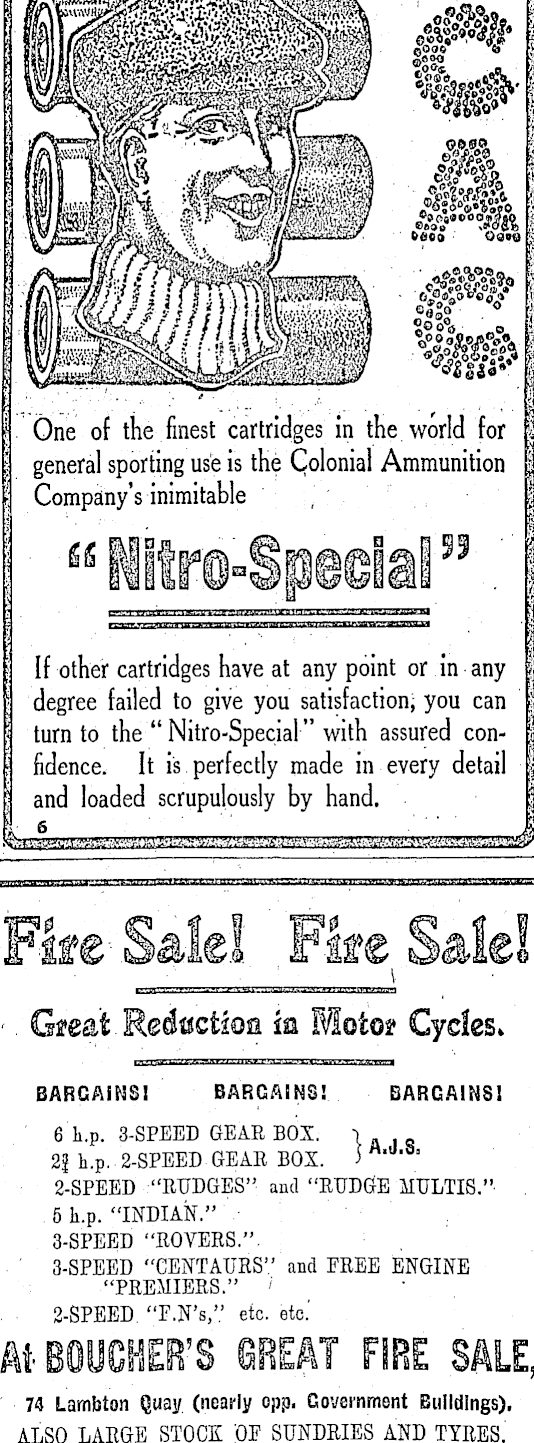 C
A
C
One of the finest cartridges in the world for
general sporting use is the Colonial Ammunition
Company's inimitable
“Nitro-Special”
If other cartridges have at any point or in any
degree failed to give you satisfaction, you can
turn to the “Nitro-Special” with assured con-
fidence. It is perfectly made in every detail
and loaded scrupulously by hand.
6
Fire Sale! Fire Sale!
Great Reduction in Motor Cycles.
BARGAINS! BARGAINS! BARGAINS!
6 h.p. 3-SPEED GEAR BOX. } A.J.S.
2¾ h.p. 2-SPEED GEAR BOX.
2-SPEED “RUDGES” and “RUDGE MULTIS.”
5 h.p. “INDIAN.”
3-SPEED “ROVERS.”
3-SPEED “CENTAURS” and FREE ENGINE
“PREMIERS.”
2-SPEED “F.N's,” etc. etc.
At BOUCHER'S GREAT FIRE SALE,
74 Lambton Quay (nearly opp. Government Buildings).
ALSO LARGE STOCK OF SUNDRIES AND TYRES.